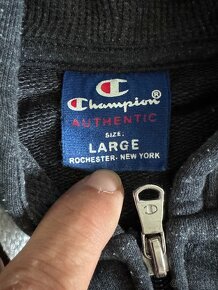 Champion®
AUTHENTIC
SIZE:
LARGE
ROCHESTER - NEW YORK